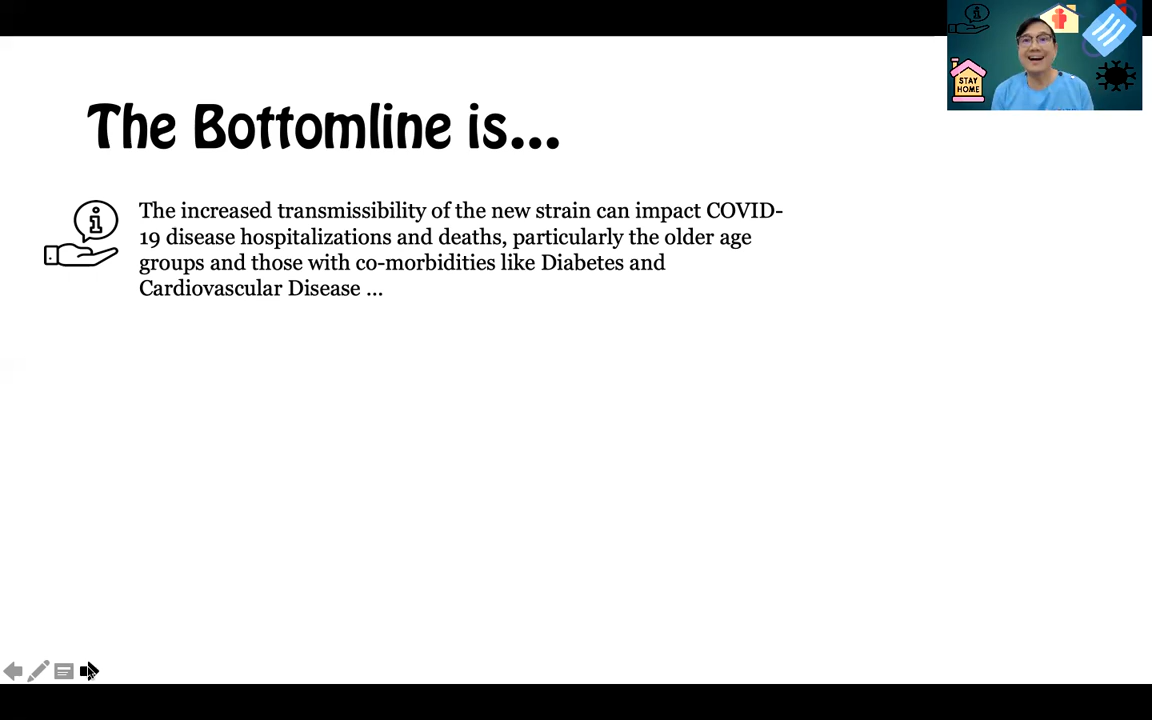 The Bottomline is...
The increased transmissibility of the new strain can impact COVID-
19 disease hospitalizations and deaths, particularly the older age
groups and those with co-morbidities like Diabetes and
Cardiovascular Disease ...
STAY
HOME